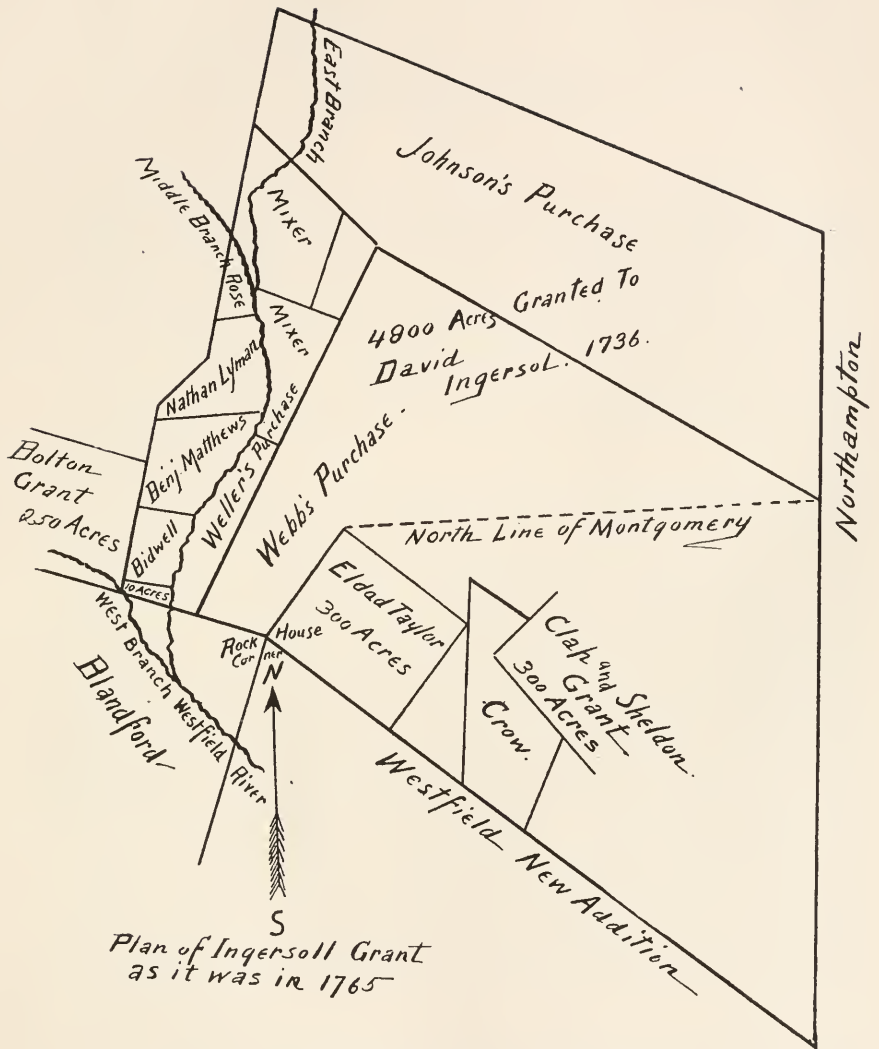 East Branch
Johnson's Purchase
Middle Branch
Mixer
Rose
Mixer
4800 Acres Granted To
David Ingersol. 1736.
Nathan Lyman
Benj Matthews
Weller's Purchase
Webb's Purchase.
Northampton
Bolton
Grant
250 Acres
Bidwell
10 Acres
North Line of Montgomery
Eldad Taylor
300 Acres
Rock House
Corner
Clap and Sheldon
Grant
300 Acres
Crow.
West Branch Westfield River
Blandford
Westfield New Addition
N
S
Plan of Ingersoll Grant
as it was in 1765